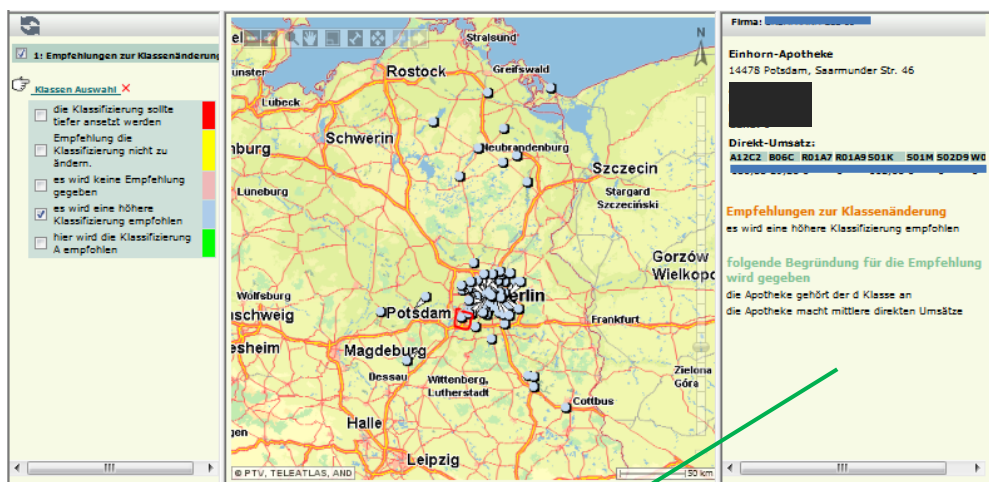 1: Empfehlungen zur Klassenänderung
Klassen Auswahl
die Klassifizierung sollte
tiefer ansetzt werden
Empfehlung die
Klassifizierung nicht zu
ändern.
es wird keine Empfehlung
gegeben
es wird eine höhere
Klassifizierung empfohlen
hier wird die Klassifizierung
A empfohlen
Stralsund
N
Rostock
Greifswald
Lübeck
Schwerin
Neubrandenburg
Szczecin
Stargard
Szczeciński
Lüneburg
Gorzów
Wielkopo
Wolfsburg
Berlin
Potsdam
Frankfurt
Magdeburg
Dessau
Wittenberg,
Lutherstadt
Zielona
Góra
Cottbus
Halle
Leipzig
© PTV, TELEATLAS, AND
50 km
Firma:
Einhorn-Apotheke
14478 Potsdam, Saarmunder Str. 46
Direkt-Umsatz:
A12C2 B06C R01A7 R01A9 S01K S01M S02D9 W0
Empfehlungen zur Klassenänderung
es wird eine höhere Klassifizierung empfohlen
folgende Begründung für die Empfehlung
wird gegeben
die Apotheke gehört der d Klasse an
die Apotheke macht mittlere direkten Umsätze